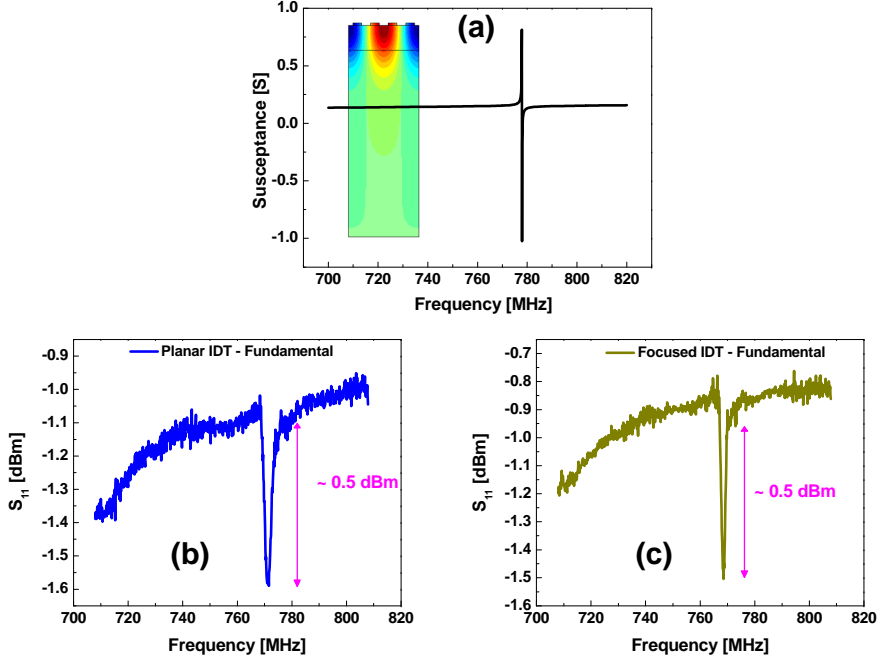 (a)
1.0
0.5
0.0
-0.5
-1.0
Susceptance [S]
700 720 740 760 780 800 820
Frequency [MHz]
Planar IDT - Fundamental
-0.9
-1.0
-1.1
-1.2
-1.3
-1.4
-1.5
-1.6
S11 [dBm]
~ 0.5 dBm
(b)
700 720 740 760 780 800 820
Frequency [MHz]
Focused IDT - Fundamental
-0.7
-0.8
-0.9
-1.0
-1.1
-1.2
-1.3
-1.4
-1.5
-1.6
S11 [dBm]
~ 0.5 dBm
(c)
700 720 740 760 780 800 820
Frequency [MHz]